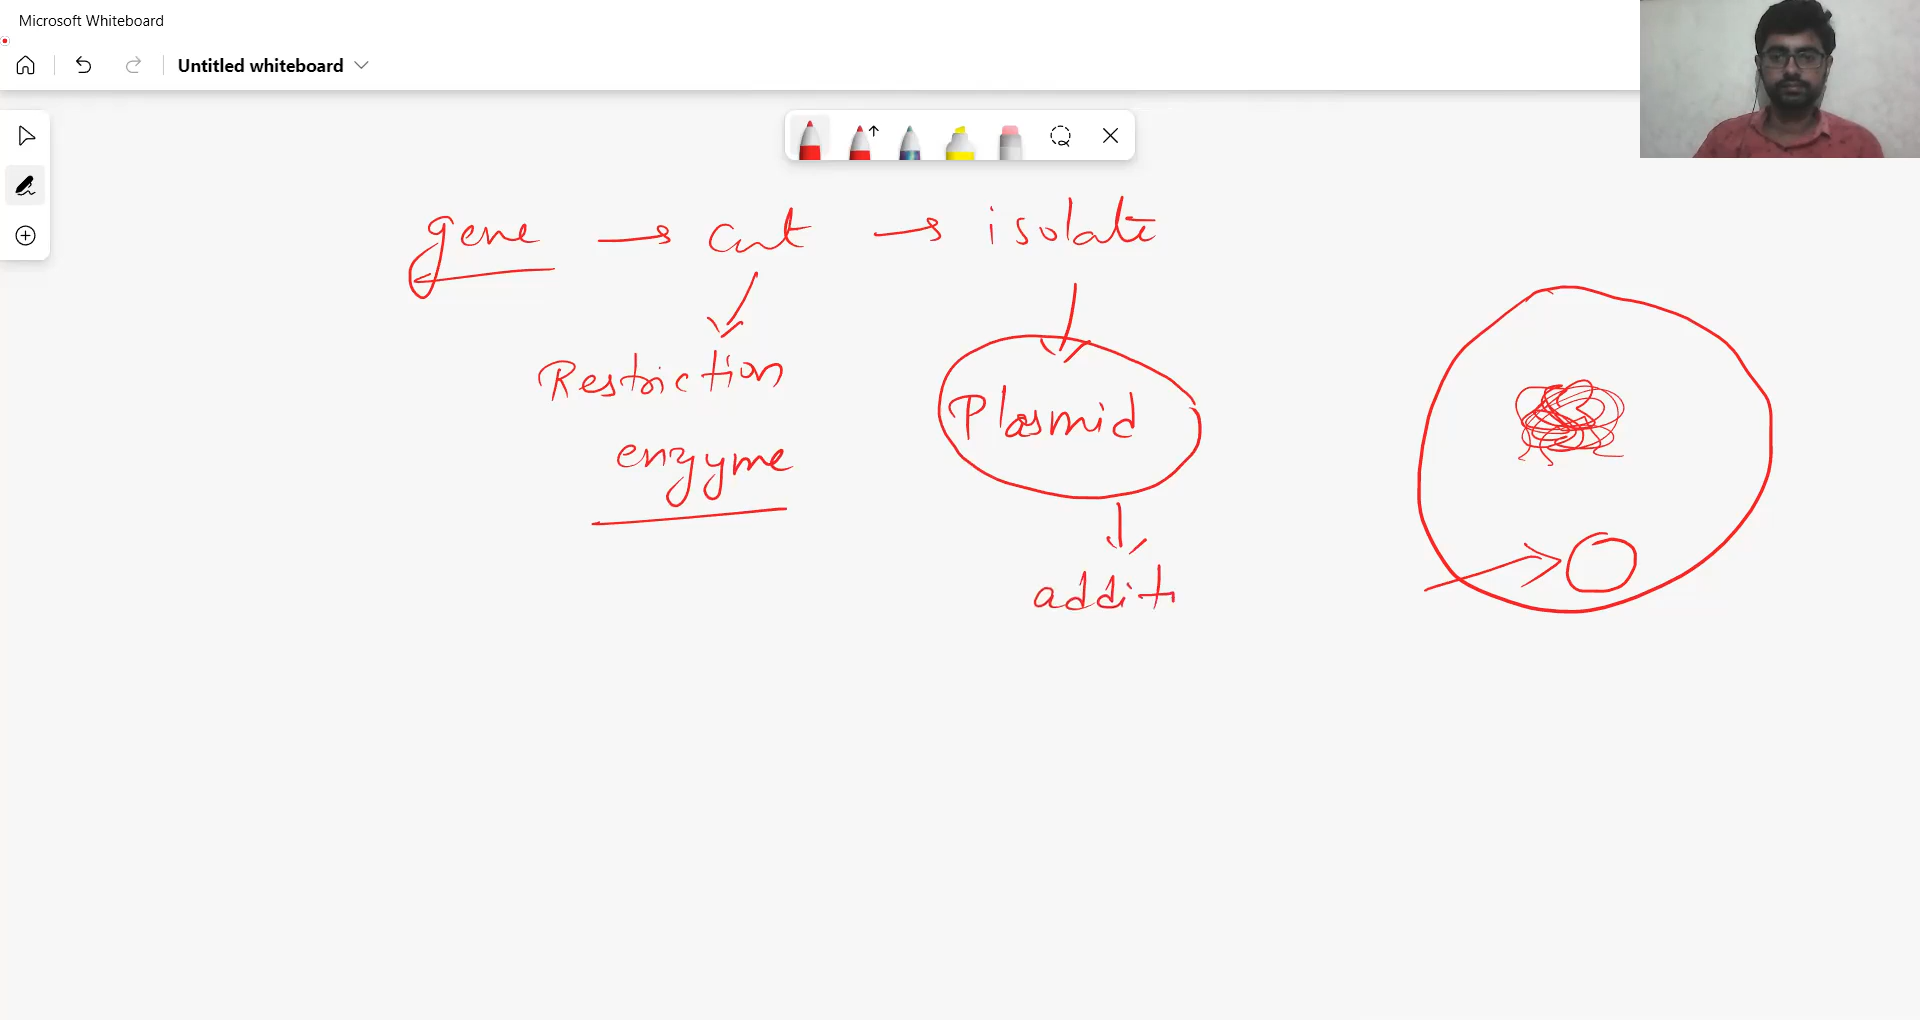 Microsoft Whiteboard
Untitled whiteboard
gene → cut → isolate
Restriction
enzyme
Plasmid
addit